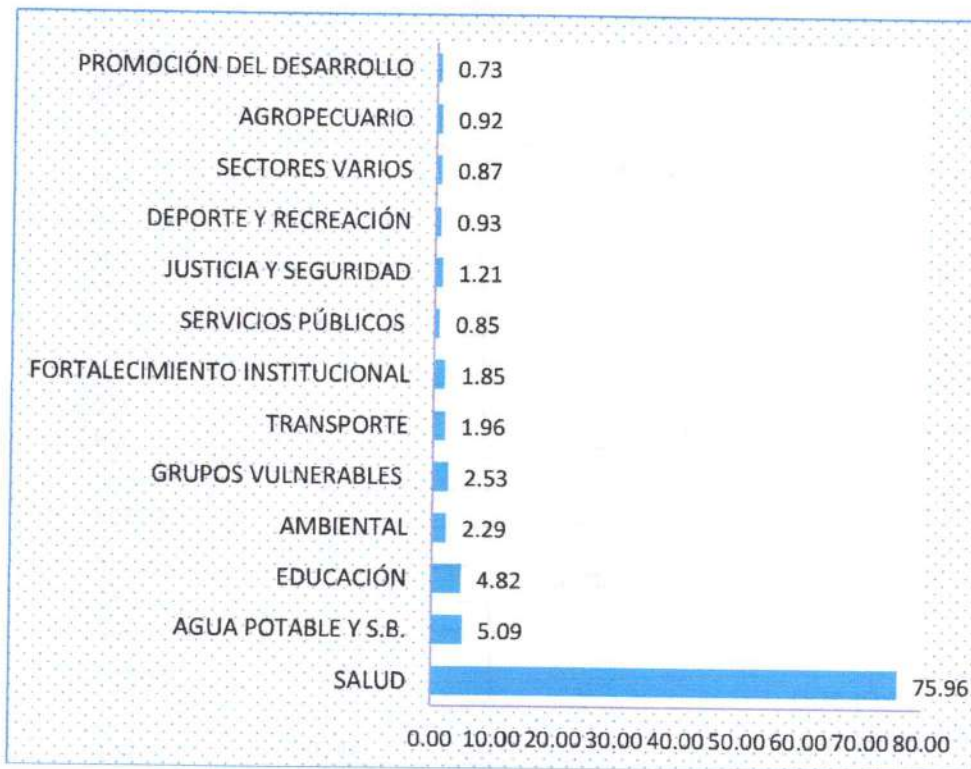 PROMOCIÓN DEL DESARROLLO 0.73
AGROPECUARIO 0.92
SECTORES VARIOS 0.87
DEPORTE Y RECREACIÓN 0.93
JUSTICIA Y SEGURIDAD 1.21
SERVICIOS PÚBLICOS 0.85
FORTALECIMIENTO INSTITUCIONAL 1.85
TRANSPORTE 1.96
GRUPOS VULNERABLES 2.53
AMBIENTAL 2.29
EDUCACIÓN 4.82
AGUA POTABLE Y S.B. 5.09
SALUD 75.96
0.00 10.00 20.00 30.00 40.00 50.00 60.00 70.00 80.00